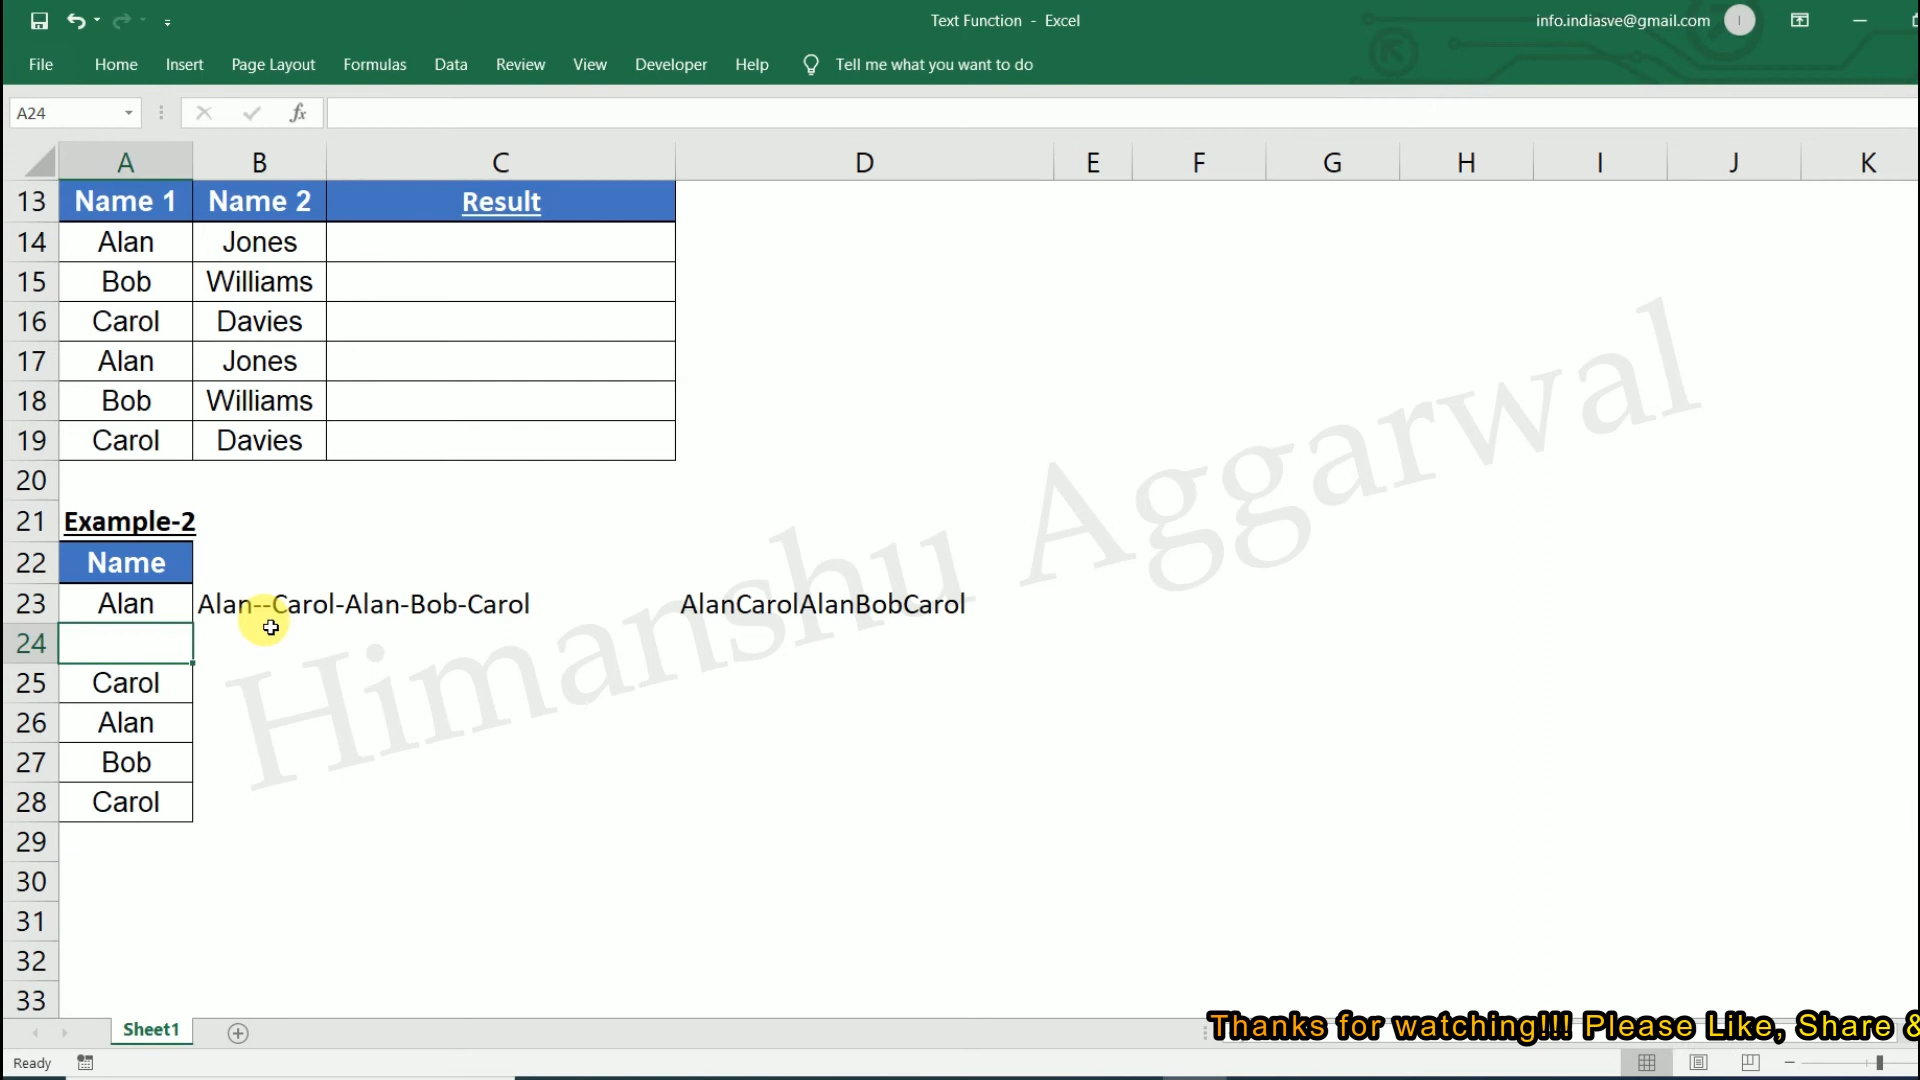 Text Function - Excel
info.indiasve@gmail.com
I
File Home Insert Page Layout Formulas Data Review View Developer Help Tell me what you want to do
A24
fx
A B C D E F G H I J K
13 Name 1 Name 2 Result
14 Alan Jones
15 Bob Williams
16 Carol Davies
17 Alan Jones
18 Bob Williams
19 Carol Davies
20
21 Example-2
22 Name
23 Alan Alan--Carol-Alan-Bob-Carol AlanCarolAlanBobCarol
24
25 Carol
26 Alan
27 Bob
28 Carol
29
30
31
32
33
Himanshu Aggarwal
Sheet1
Thanks for watching!!! Please Like, Share &
Ready